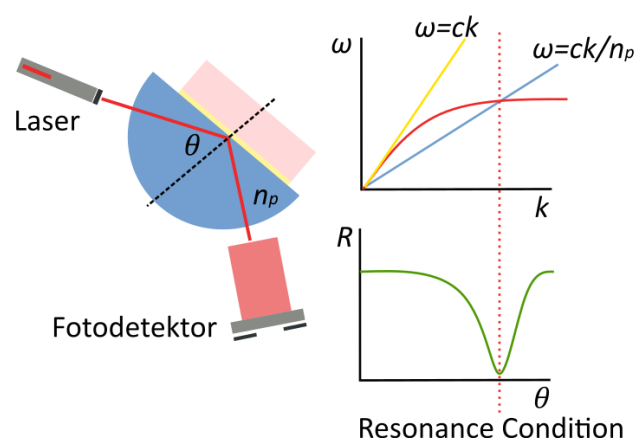 Laser
θ
n_p
Fotodetektor
ω
ω=ck
ω=ck/n_p
k
R
θ
Resonance Condition